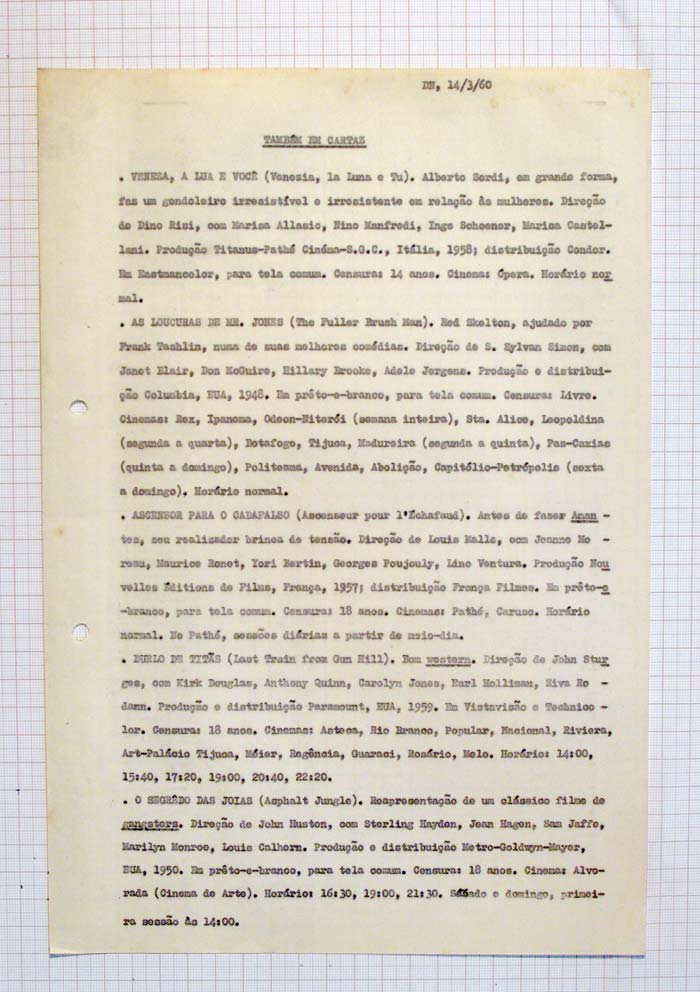 DN, 14/3/60
TAMBÉM EM CARTAZ
. VENEZA, A LUA E VOCÊ (Venezia, la Luna e Tu). Alberto Sordi, em grande forma,
faz um gondoleiro irresistível e irresistente em relação às mulheres. Direção
de Dino Risi, com Marisa Allasio, Nino Manfredi, Inge Schoener, Marisa Castel-
lani. Produção Titanus-Pathé Cinéma-S.G.C., Itália, 1958; distribuição Condor.
Em Eastmancolor, para tela comum. Censura: 14 anos. Cinema: Ópera. Horário nor
mal.
. AS LOUCURAS DE MR. JONES (The Fuller Brush Man). Red Skelton, ajudado por
Frank Tashlin, numa de suas melhores comédias. Direção de S. Sylvan Simon, com
Janet Blair, Don McGuire, Hillary Brooke, Adele Jergens. Produção e distribui-
ção Columbia, EUA, 1948. Em prêto-e-branco, para tela comum. Censura: Livre.
Cinemas: Rex, Ipanema, Odeon-Niterói (semana inteira), Sta. Alice, Leopoldina
(segunda a quarta), Botafogo, Tijuca, Madureira (segunda a quinta), Paz-Caxias
(quinta a domingo), Politeama, Avenida, Abolição, Capitólio-Petrópolis (sexta
a domingo). Horário normal.
. ASCENSOR PARA O CADAFALSO (Ascenseur pour l'Échafaud). Antes de fazer Aman -
tes, seu realizador brinca de tensão. Direção de Louis Malle, com Jeanne Mo -
reau, Maurice Ronet, Yori Bertin, Georges Poujouly, Lino Ventura. Produção Nou
velles Éditions de Films, França, 1957; distribuição França Filmes. Em prêto-e
-branco, para tela comum. Censura: 18 anos. Cinemas: Pathé, Caruso. Horário
normal. No Pathé, sessões diárias a partir de meio-dia.
. DUELO DE TITÃS (Last Train from Gun Hill). Bom western. Direção de John Stur
ges, com Kirk Douglas, Anthony Quinn, Carolyn Jones, Earl Holliman, Ziva Ro -
dann. Produção e distribuição Paramount, EUA, 1959. Em Vistavisão e Technico -
lor. Censura: 18 anos. Cinemas: Asteca, Rio Branco, Popular, Nacional, Riviera,
Art-Palácio Tijuca, Méier, Regência, Guaraci, Rosário, Melo. Horário: 14:00,
15:40, 17:20, 19:00, 20:40, 22:20.
. O SEGRÊDO DAS JOIAS (Asphalt Jungle). Reapresentação de um clássico filme de
gangsters. Direção de John Huston, com Sterling Hayden, Jean Hagen, Sam Jaffe,
Marilyn Monroe, Louis Calhern. Produção e distribuição Metro-Goldwyn-Mayer,
EUA, 1950. Em prêto-e-branco, para tela comum. Censura: 18 anos. Cinema: Alvo-
rada (Cinema de Arte). Horário: 16:30, 19:00, 21:30. Sábado e domingo, primei-
ra sessão às 14:00.